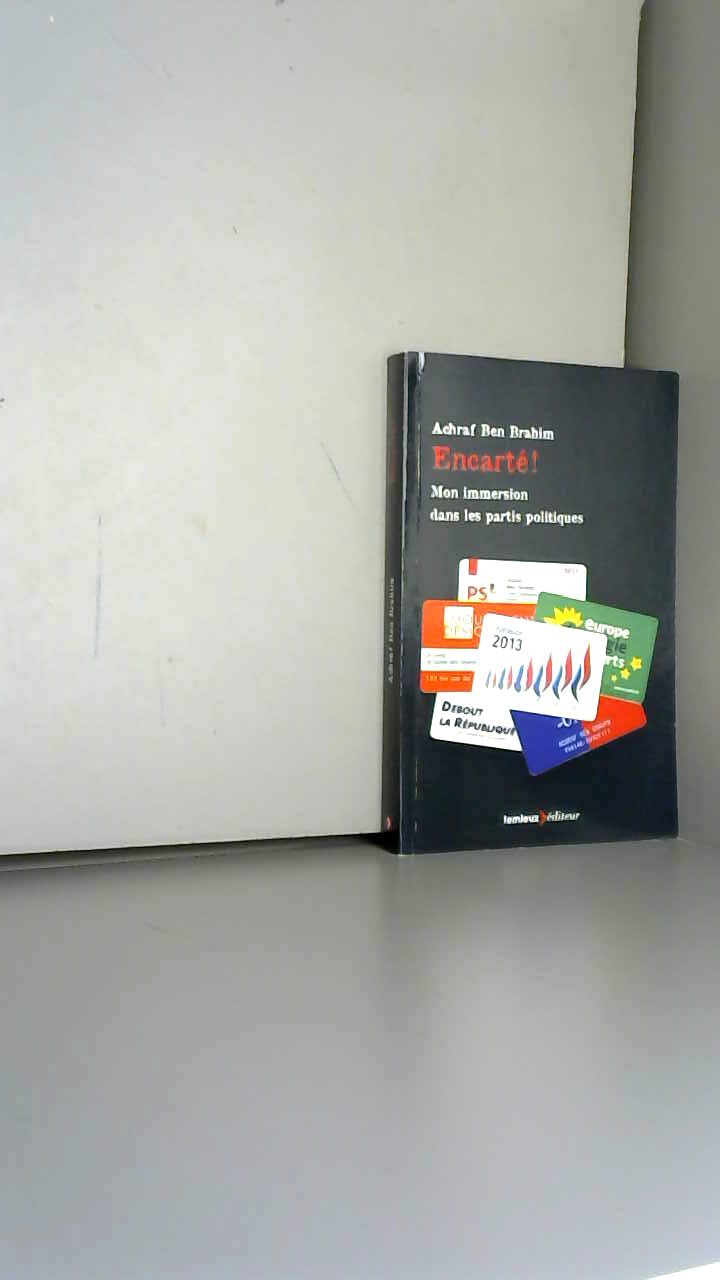 Achraf Ben Brahim
Encarté!
Mon immersion
dans les partis politiques
PS
europe
2013
DEBOUT
LA RÉPUBLIQUE
lemieux éditeur
Achraf Ben Brahim